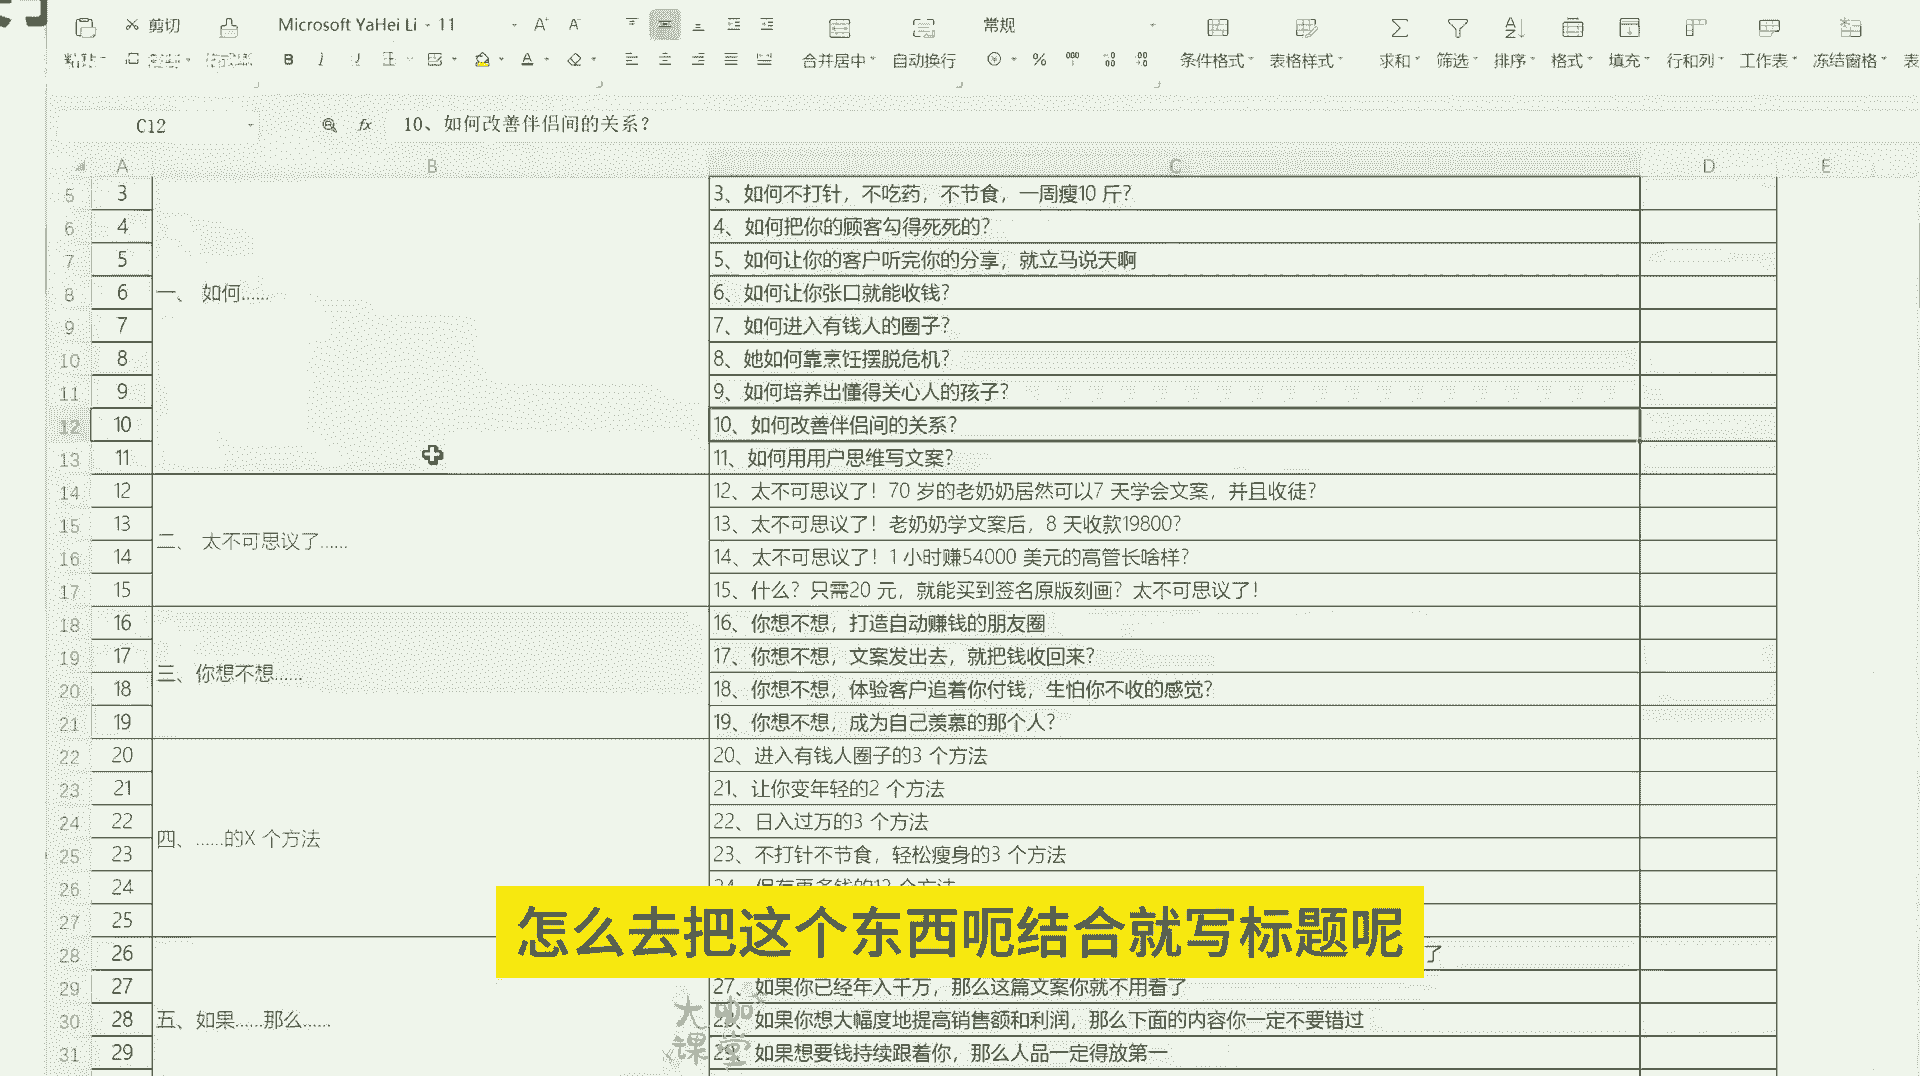 剪切 Microsoft YaHei Li 11 A⁺ A⁻ 常规
粘贴 B I U A 合并居中 自动换行 % 000 条件格式 表格样式 求和 筛选 排序 格式 填充 行和列 工作表 冻结窗格 表
C12 fx 10、如何改善伴侣间的关系?
A B C D E
5 3 3、如何不打针,不吃药,不节食,一周瘦10 斤?
6 4 4、如何把你的顾客勾得死死的?
7 5 5、如何让你的客户听完你的分享,就立马说天啊
8 6 一、 如何...... 6、如何让你张口就能收钱?
9 7 7、如何进入有钱人的圈子?
10 8 8、她如何靠烹饪摆脱危机?
11 9 9、如何培养出懂得关心人的孩子?
12 10 10、如何改善伴侣间的关系?
13 11 11、如何用用户思维写文案?
14 12 12、太不可思议了!70 岁的老奶奶居然可以7 天学会文案,并且收徒?
15 13 二、 太不可思议了...... 13、太不可思议了!老奶奶学文案后,8 天收款19800?
16 14 14、太不可思议了!1 小时赚54000 美元的高管长啥样?
17 15 15、什么?只需20 元,就能买到签名原版刻画?太不可思议了!
18 16 16、你想不想,打造自动赚钱的朋友圈
19 17 三、你想不想...... 17、你想不想,文案发出去,就把钱收回来?
20 18 18、你想不想,体验客户追着你付钱,生怕你不收的感觉?
21 19 19、你想不想,成为自己羡慕的那个人?
22 20 20、进入有钱人圈子的3 个方法
23 21 21、让你变年轻的2 个方法
24 22 四、......的X 个方法 22、日入过万的3 个方法
25 23 23、不打针不节食,轻松瘦身的3 个方法
26 24
27 25
28 26 了
怎么去把这个东西呃结合就写标题呢
29 27 27、如果你已经年入千万,那么这篇文案你就不用看了
30 28 五、如果......那么...... 如果你想大幅度地提高销售额和利润,那么下面的内容你一定不要错过
31 29 29、如果想要钱持续跟着你,那么人品一定得放第一
大咖
课堂